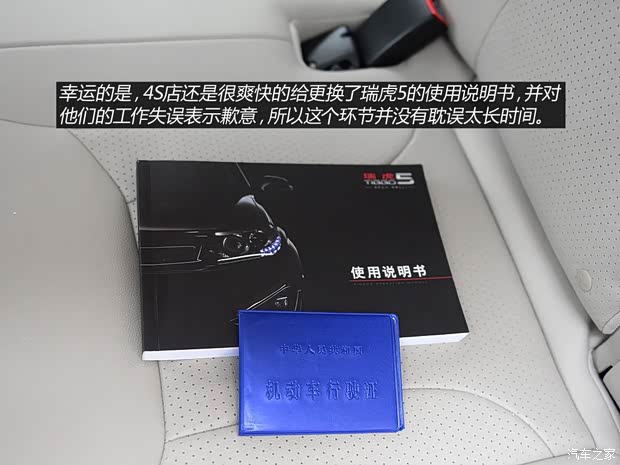 幸运的是，4S店还是很爽快的给更换了瑞虎5的使用说明书，并对
他们的工作失误表示歉意，所以这个环节并没有耽误太长时间。
瑞虎5
TIGGO
使用说明书
中华人民共和国
机动车行驶证
汽车之家